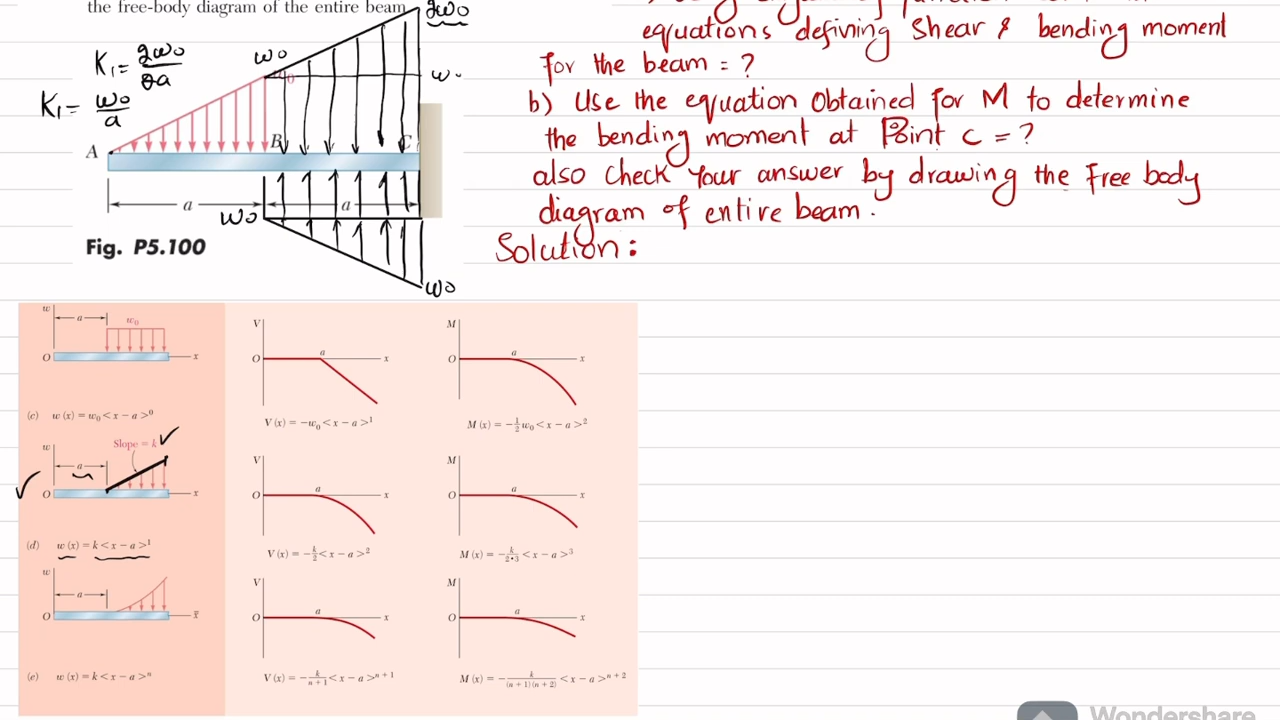 the free-body diagram of the entire beam
2w0
equations defining Shear & bending moment
for the beam = ?
b) Use the equation Obtained for M to determine
the bending moment at Point C = ?
also check Your answer by drawing the Free body
diagram of entire beam.
Solution:
K1 = 2w0/2a
K1 = w0/a
w0
w0
A
B
C
a
a
w0
w0
Fig. P5.100
w
a
w0
O
x
(c) w(x) = w0<x − a>0
V
O
a
x
V(x) = −w0<x − a>1
M
O
a
x
M(x) = −1/2 w0<x − a>2
w
Slope = k
a
O
x
(d) w(x) = k<x − a>1
V
O
a
x
V(x) = −k/2<x − a>2
M
O
a
x
M(x) = −k/2•3<x − a>3
w
a
O
x
(e) w(x) = k<x − a>n
V
O
a
x
V(x) = −k/n+1<x − a>n+1
M
O
a
x
M(x) = −k/(n+1)(n+2)<x − a>n+2
Wondershare